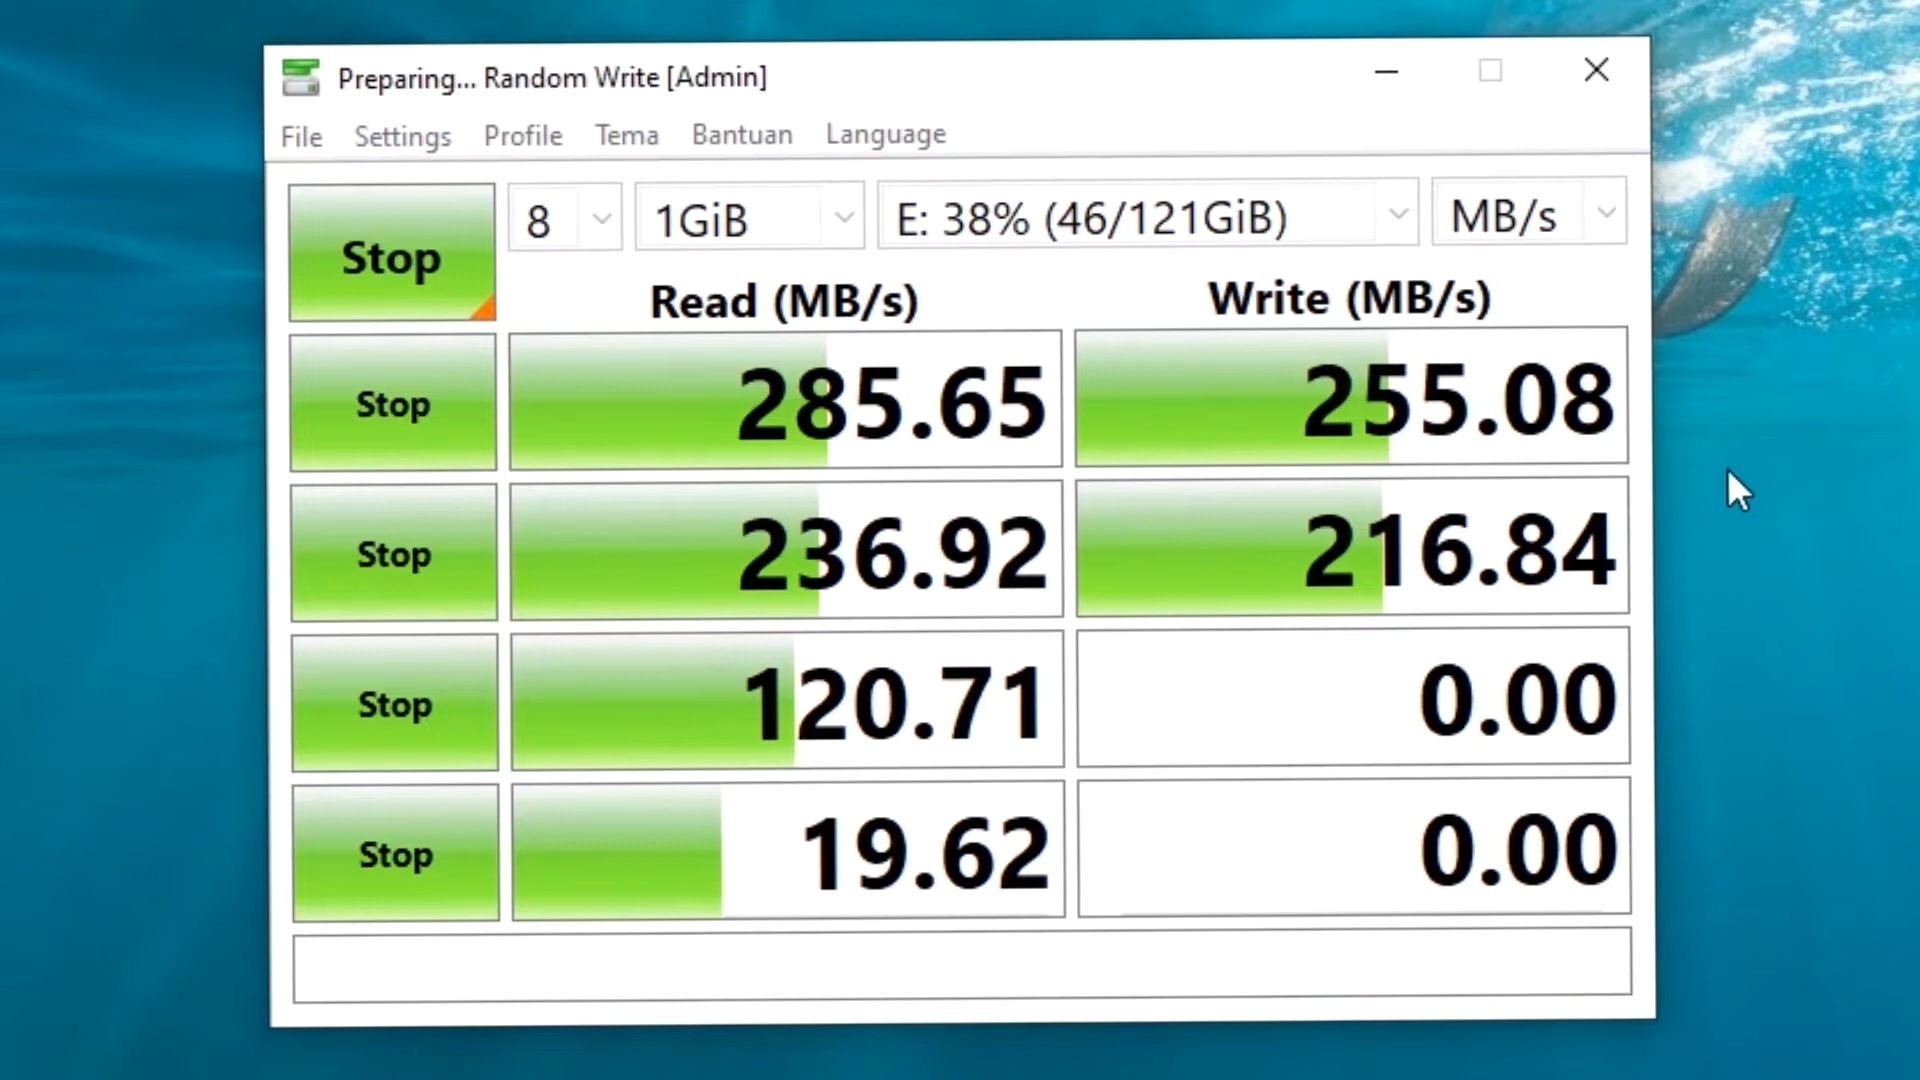 Preparing... Random Write [Admin]
File Settings Profile Tema Bantuan Language
Stop 8 1GiB E: 38% (46/121GiB) MB/s
Read (MB/s) Write (MB/s)
Stop 285.65 255.08
Stop 236.92 216.84
Stop 120.71 0.00
Stop 19.62 0.00